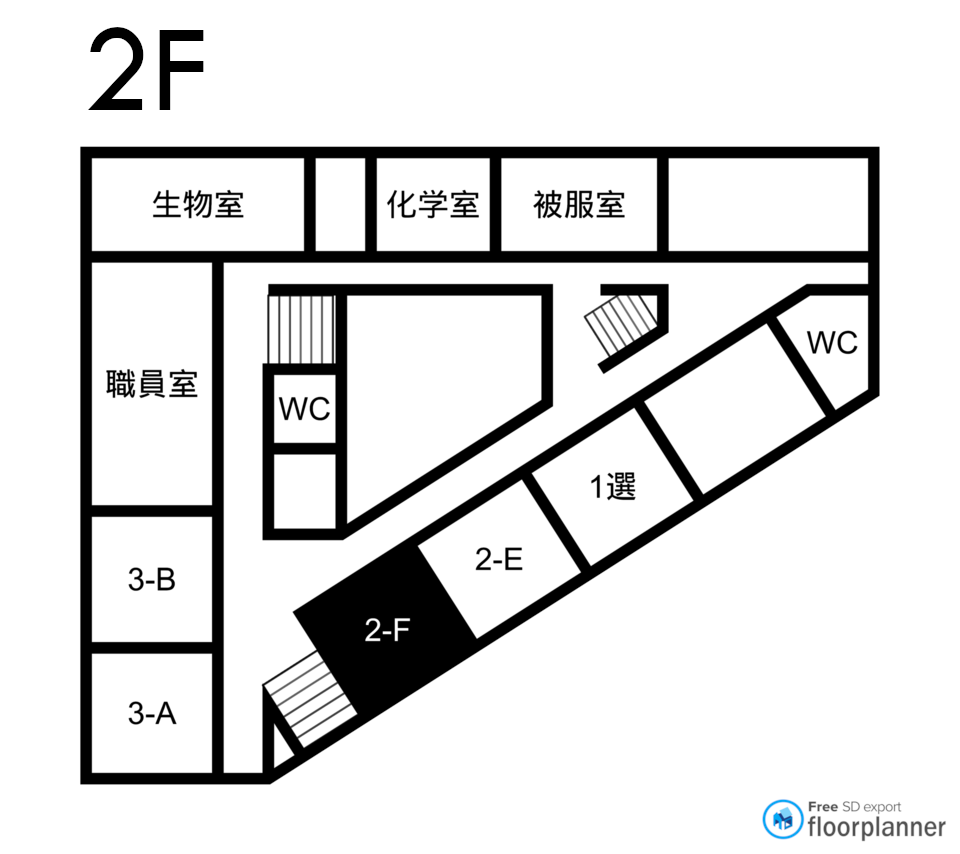 2F
生物室
化学室
被服室
WC
職員室
WC
1選
2-E
3-B
2-F
3-A
Free SD export
floorplanner